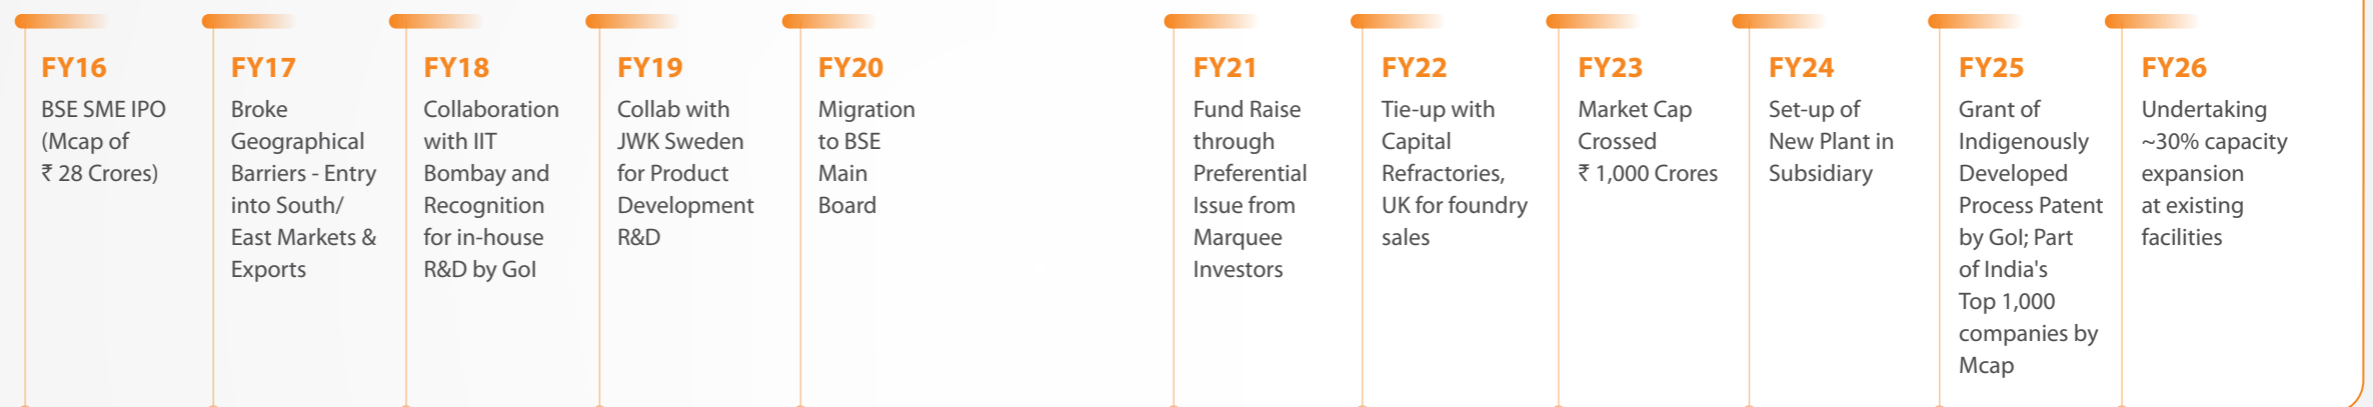 FY16
BSE SME IPO
(Mcap of
₹ 28 Crores)
FY17
Broke
Geographical
Barriers - Entry
into South/
East Markets &
Exports
FY18
Collaboration
with IIT
Bombay and
Recognition
for in-house
R&D by GoI
FY19
Collab with
JWK Sweden
for Product
Development
R&D
FY20
Migration
to BSE
Main
Board
FY21
Fund Raise
through
Preferential
Issue from
Marquee
Investors
FY22
Tie-up with
Capital
Refractories,
UK for foundry
sales
FY23
Market Cap
Crossed
₹ 1,000 Crores
FY24
Set-up of
New Plant in
Subsidiary
FY25
Grant of
Indigenously
Developed
Process Patent
by GoI; Part
of India's
Top 1,000
companies by
Mcap
FY26
Undertaking
~30% capacity
expansion
at existing
facilities